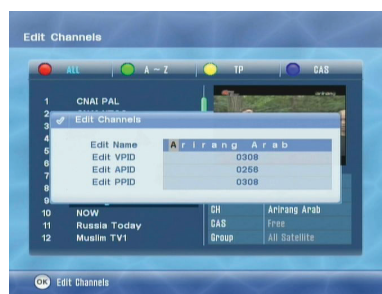 Edit Channels
ALL A ~ Z TP CAS
1 CNAI PAL
2
3 Edit Channels
4
5 Edit Name Arirang Arab
6 Edit VPID 0308
7 Edit APID 0256
8 Edit PPID 0308
9
10 NOW CH Arirang Arab
11 Russia Today CAS Free
12 Muslim TV1 Group All Satellite
OK Edit Channels